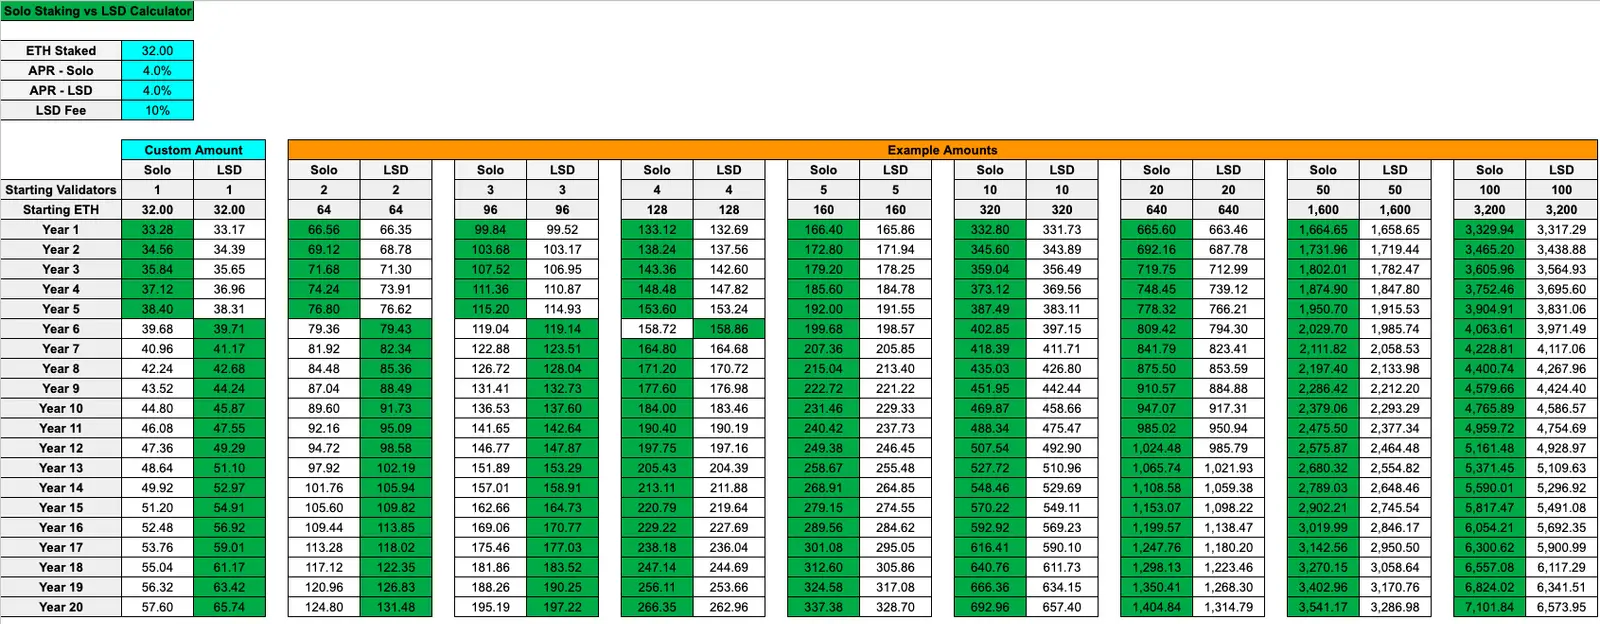 Solo Staking vs LSD Calculator
ETH Staked 32.00
APR - Solo 4.0%
APR - LSD 4.0%
LSD Fee 10%
Custom Amount Example Amounts
Solo LSD Solo LSD Solo LSD Solo LSD Solo LSD Solo LSD Solo LSD Solo LSD Solo LSD
Starting Validators 1 1 2 2 3 3 4 4 5 5 10 10 20 20 50 50 100 100
Starting ETH 32.00 32.00 64 64 96 96 128 128 160 160 320 320 640 640 1,600 1,600 3,200 3,200
Year 1 33.28 33.17 66.56 66.35 99.84 99.52 133.12 132.69 166.40 165.86 332.80 331.73 665.60 663.46 1,664.65 1,658.65 3,329.94 3,317.29
Year 2 34.56 34.39 69.12 68.78 103.68 103.17 138.24 137.56 172.80 171.94 345.60 343.89 692.16 687.78 1,731.96 1,719.44 3,465.20 3,438.88
Year 3 35.84 35.65 71.68 71.30 107.52 106.95 143.36 142.60 179.20 178.25 359.04 356.49 719.75 712.99 1,802.01 1,782.47 3,605.96 3,564.93
Year 4 37.12 36.96 74.24 73.91 111.36 110.87 148.48 147.82 185.60 184.78 373.12 369.56 748.45 739.12 1,874.90 1,847.80 3,752.46 3,695.60
Year 5 38.40 38.31 76.80 76.62 115.20 114.93 153.60 153.24 192.00 191.55 387.49 383.11 778.32 766.21 1,950.70 1,915.53 3,904.91 3,831.06
Year 6 39.68 39.71 79.36 79.43 119.04 119.14 158.72 158.86 199.68 198.57 402.85 397.15 809.42 794.30 2,029.70 1,985.74 4,063.61 3,971.49
Year 7 40.96 41.17 81.92 82.34 122.88 123.51 164.80 164.68 207.36 205.85 418.39 411.71 841.79 823.41 2,111.82 2,058.53 4,228.81 4,117.06
Year 8 42.24 42.68 84.48 85.36 126.72 128.04 171.20 170.72 215.04 213.40 435.03 426.80 875.50 853.59 2,197.40 2,133.98 4,400.74 4,267.96
Year 9 43.52 44.24 87.04 88.49 131.41 132.73 177.60 176.98 222.72 221.22 451.95 442.44 910.57 884.88 2,286.42 2,212.20 4,579.66 4,424.40
Year 10 44.80 45.87 89.60 91.73 136.53 137.60 184.00 183.46 231.46 229.33 469.87 458.66 947.07 917.31 2,379.06 2,293.29 4,765.89 4,586.57
Year 11 46.08 47.55 92.16 95.09 141.65 142.64 190.40 190.19 240.42 237.73 488.34 475.47 985.02 950.94 2,475.50 2,377.34 4,959.72 4,754.69
Year 12 47.36 49.29 94.72 98.58 146.77 147.87 197.75 197.16 249.38 246.45 507.54 492.90 1,024.48 985.79 2,575.87 2,464.48 5,161.48 4,928.97
Year 13 48.64 51.10 97.92 102.19 151.89 153.29 205.43 204.39 258.67 255.48 527.72 510.96 1,065.74 1,021.93 2,680.32 2,554.82 5,371.45 5,109.63
Year 14 49.92 52.97 101.76 105.94 157.01 158.91 213.11 211.88 268.91 264.85 548.46 529.69 1,108.58 1,059.38 2,789.03 2,648.46 5,590.01 5,296.92
Year 15 51.20 54.91 105.60 109.82 162.66 164.73 220.79 219.64 279.15 274.55 570.22 549.11 1,153.07 1,098.22 2,902.21 2,745.54 5,817.47 5,491.08
Year 16 52.48 56.92 109.44 113.85 169.06 170.77 229.22 227.69 289.56 284.62 592.92 569.23 1,199.57 1,138.47 3,019.99 2,846.17 6,054.21 5,692.35
Year 17 53.76 59.01 113.28 118.02 175.46 177.03 238.18 236.04 301.08 295.05 616.41 590.10 1,247.76 1,180.20 3,142.56 2,950.50 6,300.62 5,900.99
Year 18 55.04 61.17 117.12 122.35 181.86 183.52 247.14 244.69 312.60 305.86 640.76 611.73 1,298.13 1,223.46 3,270.15 3,058.64 6,557.08 6,117.29
Year 19 56.32 63.42 120.96 126.83 188.26 190.25 256.11 253.66 324.58 317.08 666.36 634.15 1,350.41 1,268.30 3,402.96 3,170.76 6,824.02 6,341.51
Year 20 57.60 65.74 124.80 131.48 195.19 197.22 266.35 262.96 337.38 328.70 692.96 657.40 1,404.84 1,314.79 3,541.17 3,286.98 7,101.84 6,573.95